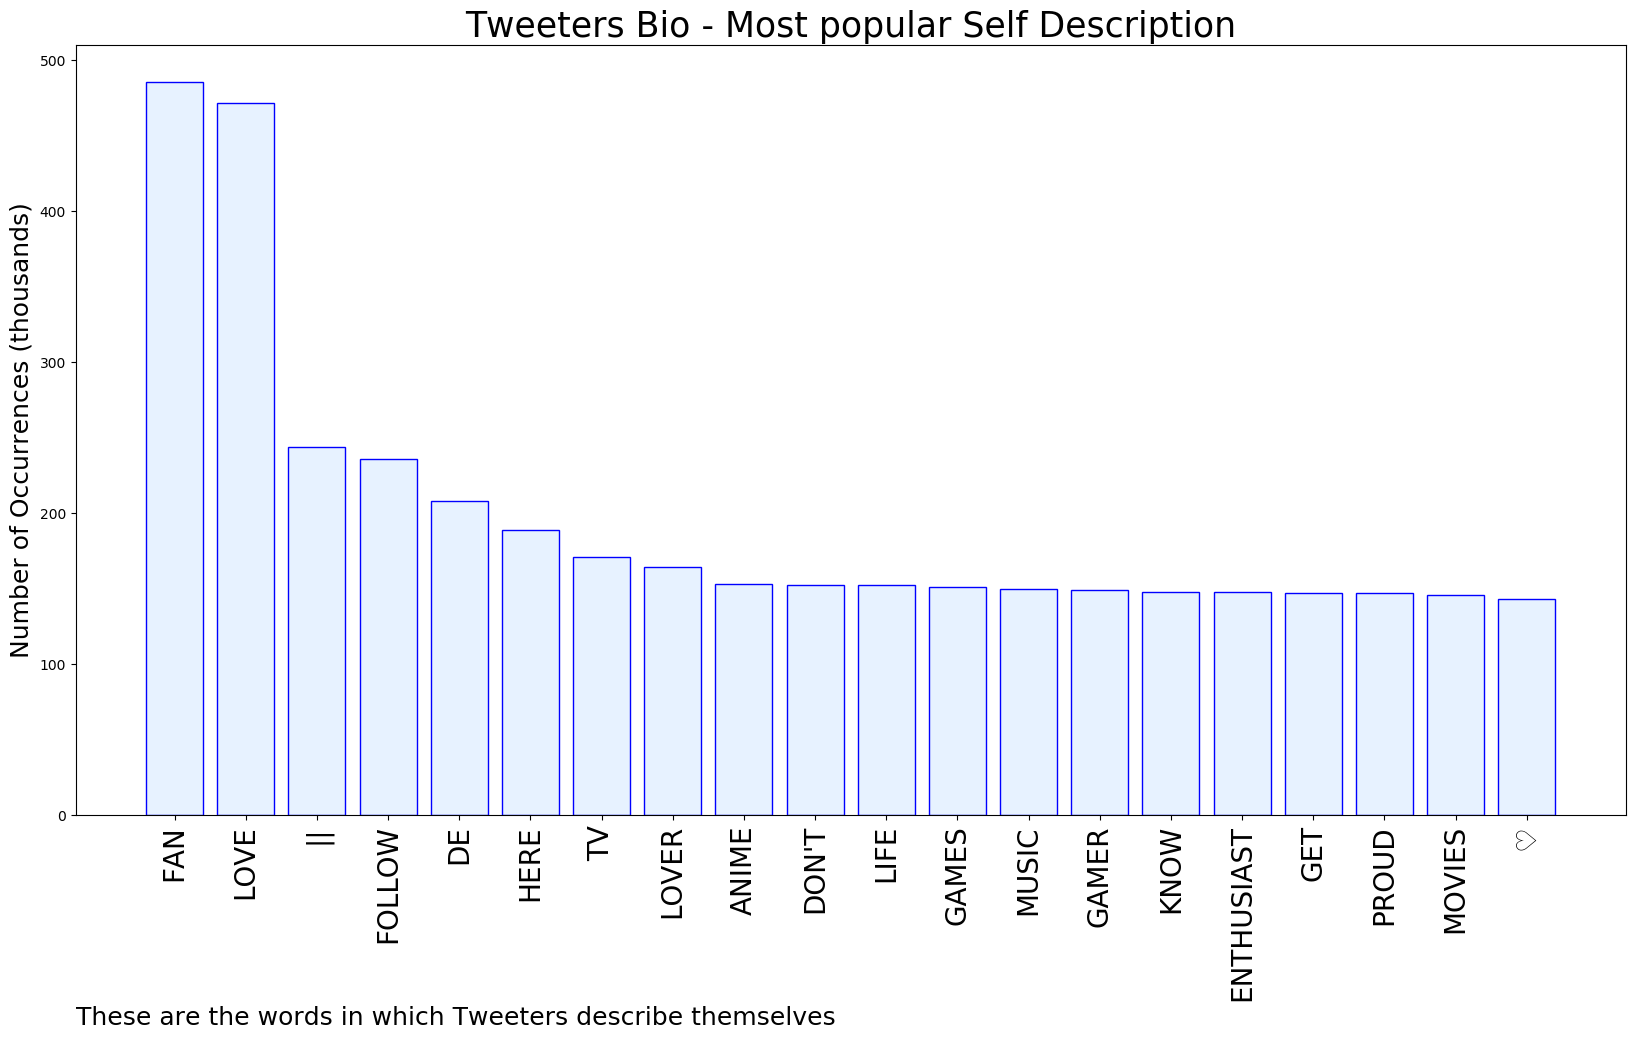 Tweeters Bio - Most popular Self Description
Number of Occurrences (thousands)
500
400
300
200
100
0
FAN
LOVE
||
FOLLOW
DE
HERE
TV
LOVER
ANIME
DON'T
LIFE
GAMES
MUSIC
GAMER
KNOW
ENTHUSIAST
GET
PROUD
MOVIES
♡
These are the words in which Tweeters describe themselves